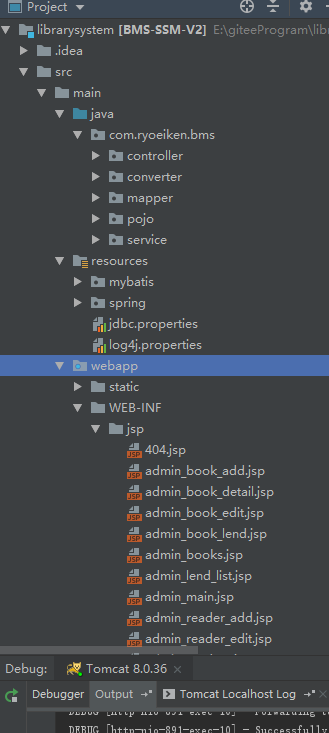 Project
librarysystem [BMS-SSM-V2] E:\giteeProgram\lib
.idea
src
main
java
com.ryoeiken.bms
controller
converter
mapper
pojo
service
resources
mybatis
spring
jdbc.properties
log4j.properties
webapp
static
WEB-INF
jsp
404.jsp
admin_book_add.jsp
admin_book_detail.jsp
admin_book_edit.jsp
admin_book_lend.jsp
admin_books.jsp
admin_lend_list.jsp
admin_main.jsp
admin_reader_add.jsp
admin_reader_edit.jsp
Debug: Tomcat 8.0.36
Debugger Output Tomcat Localhost Log
DEBUG [http-nio-891-exec-10] - Forwarding to
DEBUG [http-nio-891-exec-10] - Successfully